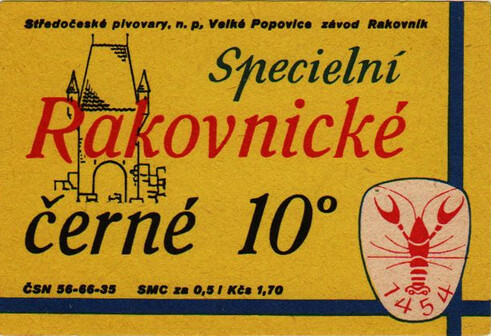 Středočeské pivovary, n. p, Velké Popovice závod Rakovník
Specielní
Rakovnické
černé 10°
ČSN 56-66-35 SMC za 0,5 l Kčs 1,70
1454